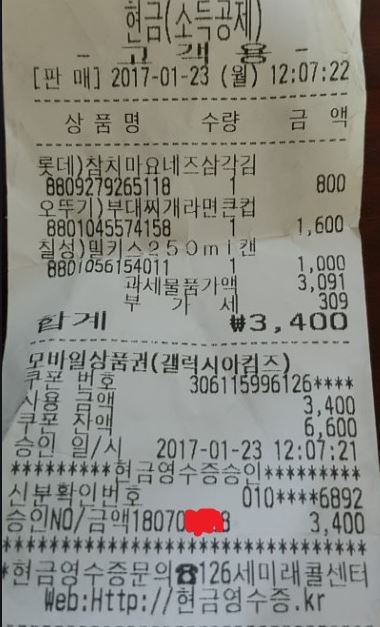 현금(소득공제)
- 고 객 용 -
[판 매] 2017-01-23 (월) 12:07:22
상 품 명 수량 금 액
롯데)참치마요네즈삼각김
8809279265118 1 800
오뚜기)부대찌개라면큰컵
8801045574158 1 1,600
칠성)밀키스250ml캔
8801056154011 1 1,000
과세물품가액 3,091
부 가 세 309
합계 ₩3,400
모바일상품권(갤럭시아컴즈)
쿠폰 번호 306115996126****
사용 금액 3,400
쿠폰 잔액 6,600
승인 일/시 2017-01-23 12:07:21
*********현금영수증승인*********
신분확인번호 010****6892
승인NO/금액18070 8 3,400
********************************
*현금영수증문의☎126세미래콜센터
Web:Http://현금영수증.kr